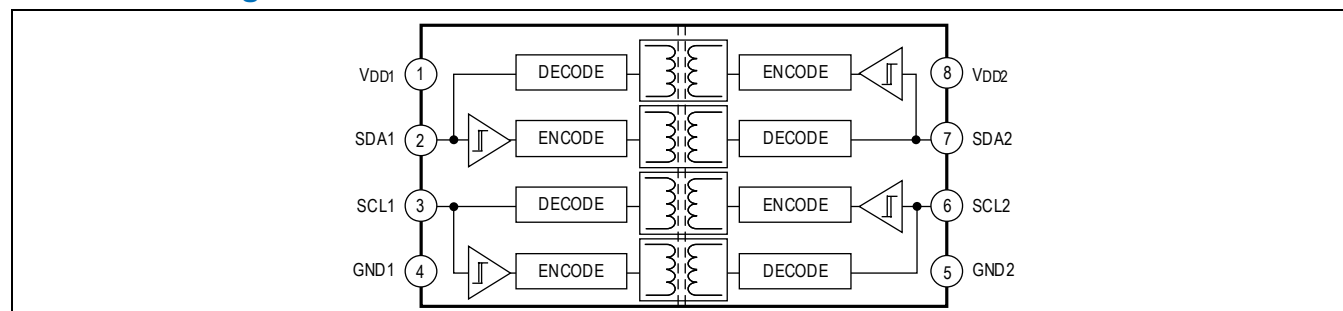 VDD1 1 DECODE ENCODE 8 VDD2
SDA1 2 ENCODE DECODE 7 SDA2
SCL1 3 DECODE ENCODE 6 SCL2
GND1 4 ENCODE DECODE 5 GND2